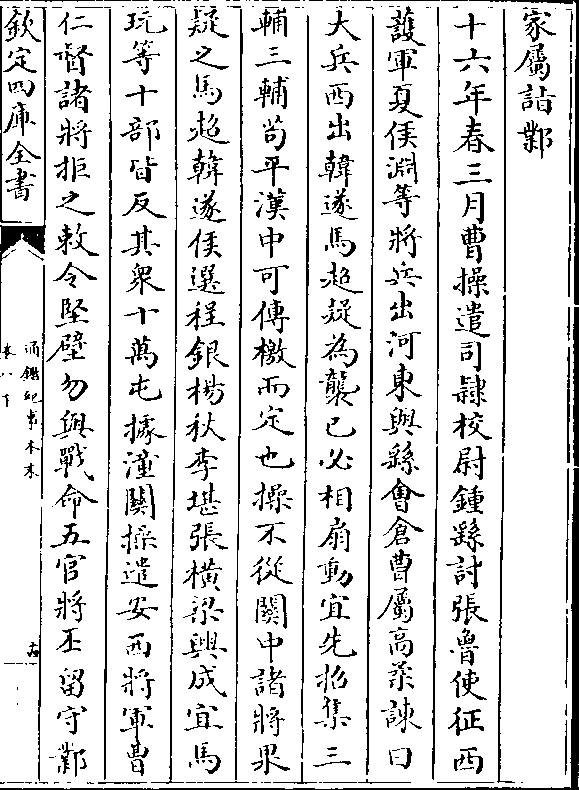 家屬詣鄴
十六年春三月曹操遣司隷校尉鍾繇討張魯使征西
護軍夏侯淵等將兵出河東與繇會倉曹屬高柔諫曰
大兵西出韓遂馬超疑為襲已必相扇動宜先招集三
輔三輔茍平漢中可傳檄而定也操不從關中諸將果
疑之馬超韓遂侯選程銀楊秋李堪張橫梁興成宜馬
玩等十部皆反其衆十萬屯據潼關操遣安西將軍曹
仁督諸將拒之敕令堅壁勿與戰命五官將丕留守鄴
欽定四庫全書
通鑑紀事本末
卷八下